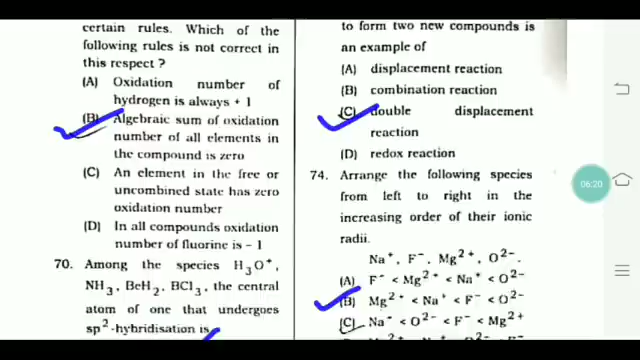 certain rules. Which of the
following rules is not correct in
this respect ?
(A) Oxidation number of
hydrogen is always + 1
(B) Algebraic sum of oxidation
number of all elements in
the compound is zero
(C) An element in the free or
uncombined state has zero
oxidation number
(D) In all compounds oxidation
number of fluorine is – 1
70. Among the species H₃O⁺,
NH₃, BeH₂, BCl₃, the central
atom of one that undergoes
sp²-hybridisation is
to form two new compounds is
an example of
(A) displacement reaction
(B) combination reaction
(C) double displacement
reaction
(D) redox reaction
74. Arrange the following species
from left to right in the
increasing order of their ionic
radii.
Na⁺, F⁻, Mg²⁺, O²⁻
(A) F⁻ < Mg²⁺ < Na⁺ < O²⁻
(B) Mg²⁺ < Na⁺ < F⁻ < O²⁻
(C) Na⁺ < O²⁻ < F⁻ < Mg²⁺
06:20